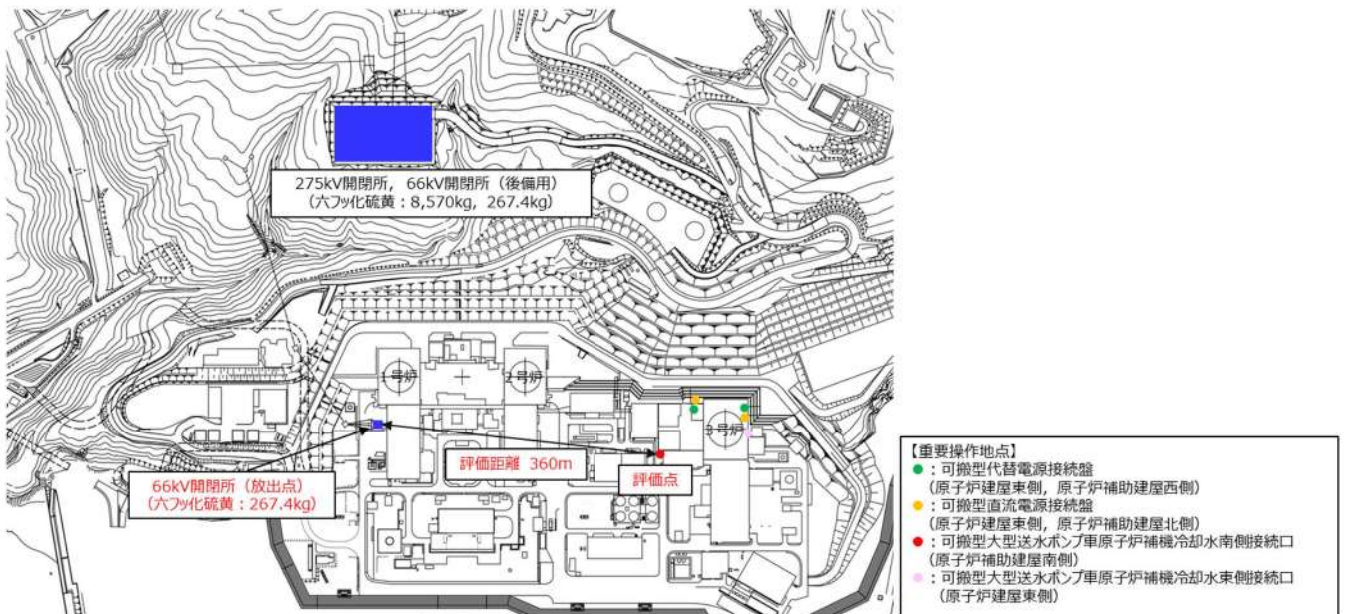 275kV開閉所，66kV開閉所（後備用）
（六フッ化硫黄：8,570kg，267.4kg）
1号炉
2号炉
3号炉
評価距離 360m
評価点
66kV開閉所（放出点）
（六フッ化硫黄：267.4kg）
【重要操作地点】
●：可搬型代替電源接続盤
（原子炉建屋東側，原子炉補助建屋西側）
●：可搬型直流電源接続盤
（原子炉建屋東側，原子炉補助建屋北側）
●：可搬型大型送水ポンプ車原子炉補機冷却水南側接続口
（原子炉補助建屋南側）
●：可搬型大型送水ポンプ車原子炉補機冷却水東側接続口
（原子炉建屋東側）